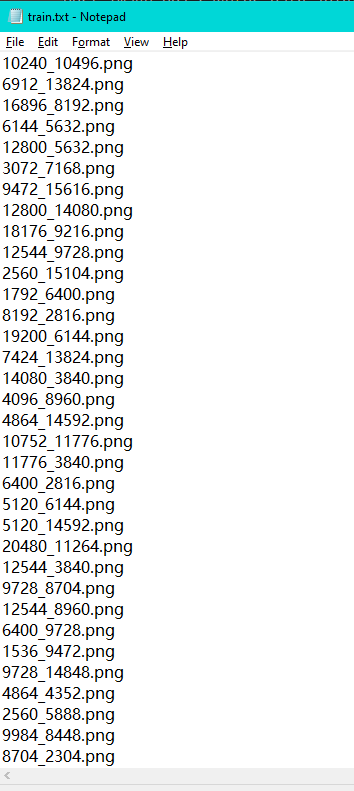 train.txt - Notepad
File Edit Format View Help
10240_10496.png
6912_13824.png
16896_8192.png
6144_5632.png
12800_5632.png
3072_7168.png
9472_15616.png
12800_14080.png
18176_9216.png
12544_9728.png
2560_15104.png
1792_6400.png
8192_2816.png
19200_6144.png
7424_13824.png
14080_3840.png
4096_8960.png
4864_14592.png
10752_11776.png
11776_3840.png
6400_2816.png
5120_6144.png
5120_14592.png
20480_11264.png
12544_3840.png
9728_8704.png
12544_8960.png
6400_9728.png
1536_9472.png
9728_14848.png
4864_4352.png
2560_5888.png
9984_8448.png
8704_2304.png